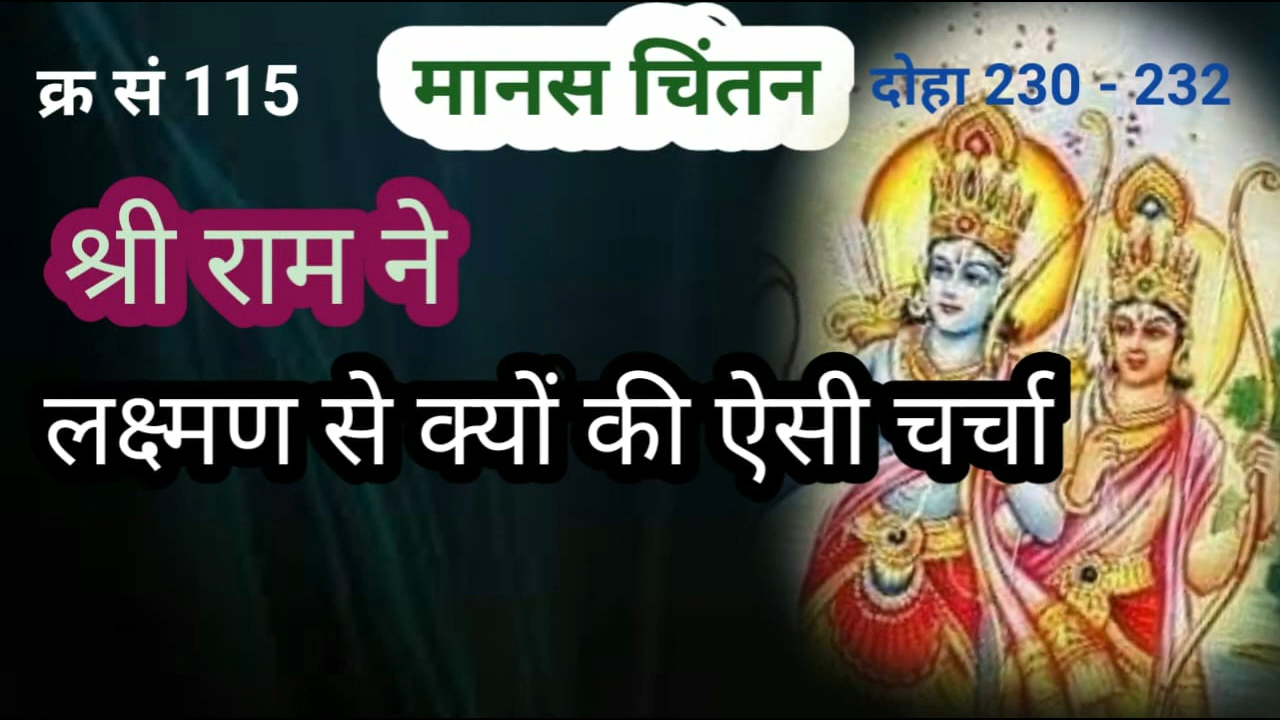 क्र सं 115
मानस चिंतन
दोहा 230 - 232
श्री राम ने
लक्ष्मण से क्यों की ऐसी चर्चा